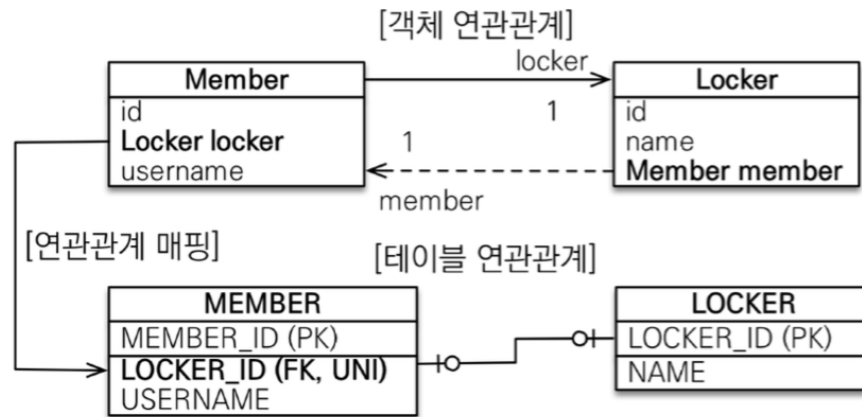 [객체 연관관계]
locker
Member
id
Locker locker
username
1
1
Locker
id
name
Member member
member
[연관관계 매핑]
[테이블 연관관계]
MEMBER
MEMBER_ID (PK)
LOCKER_ID (FK, UNI)
USERNAME
LOCKER
LOCKER_ID (PK)
NAME